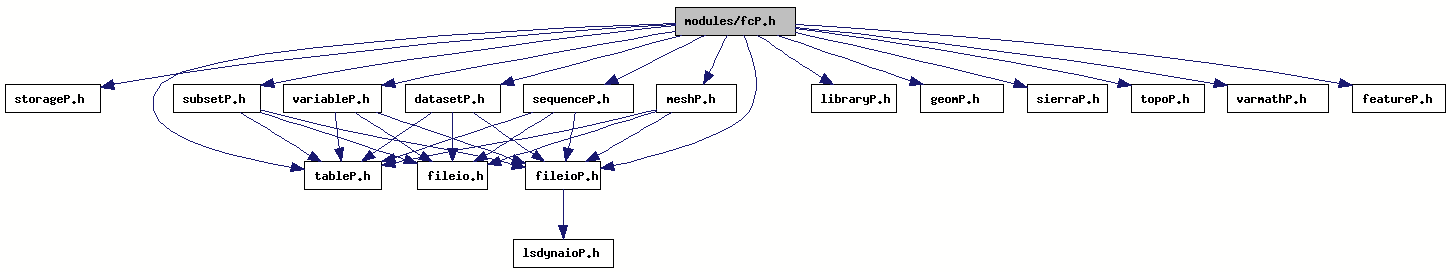 modules/fcP.h
storageP.h
subsetP.h
variableP.h
datasetP.h
sequenceP.h
meshP.h
libraryP.h
geomP.h
sierraP.h
topoP.h
varmathP.h
featureP.h
tableP.h
fileio.h
fileioP.h
lsdynaioP.h